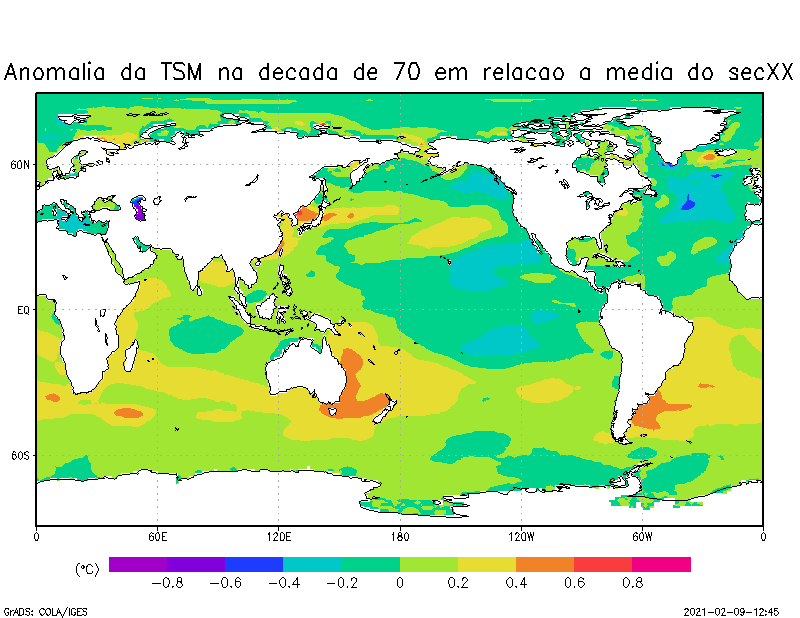 Anomalia da TSM na decada de 70 em relacao a media do secXX
60N
EQ
60S
0 60E 120E 180 120W 60W 0
(°C)
−0.8 −0.6 −0.4 −0.2 0 0.2 0.4 0.6 0.8
GrADS: COLA/IGES 2021-02-09-12:45